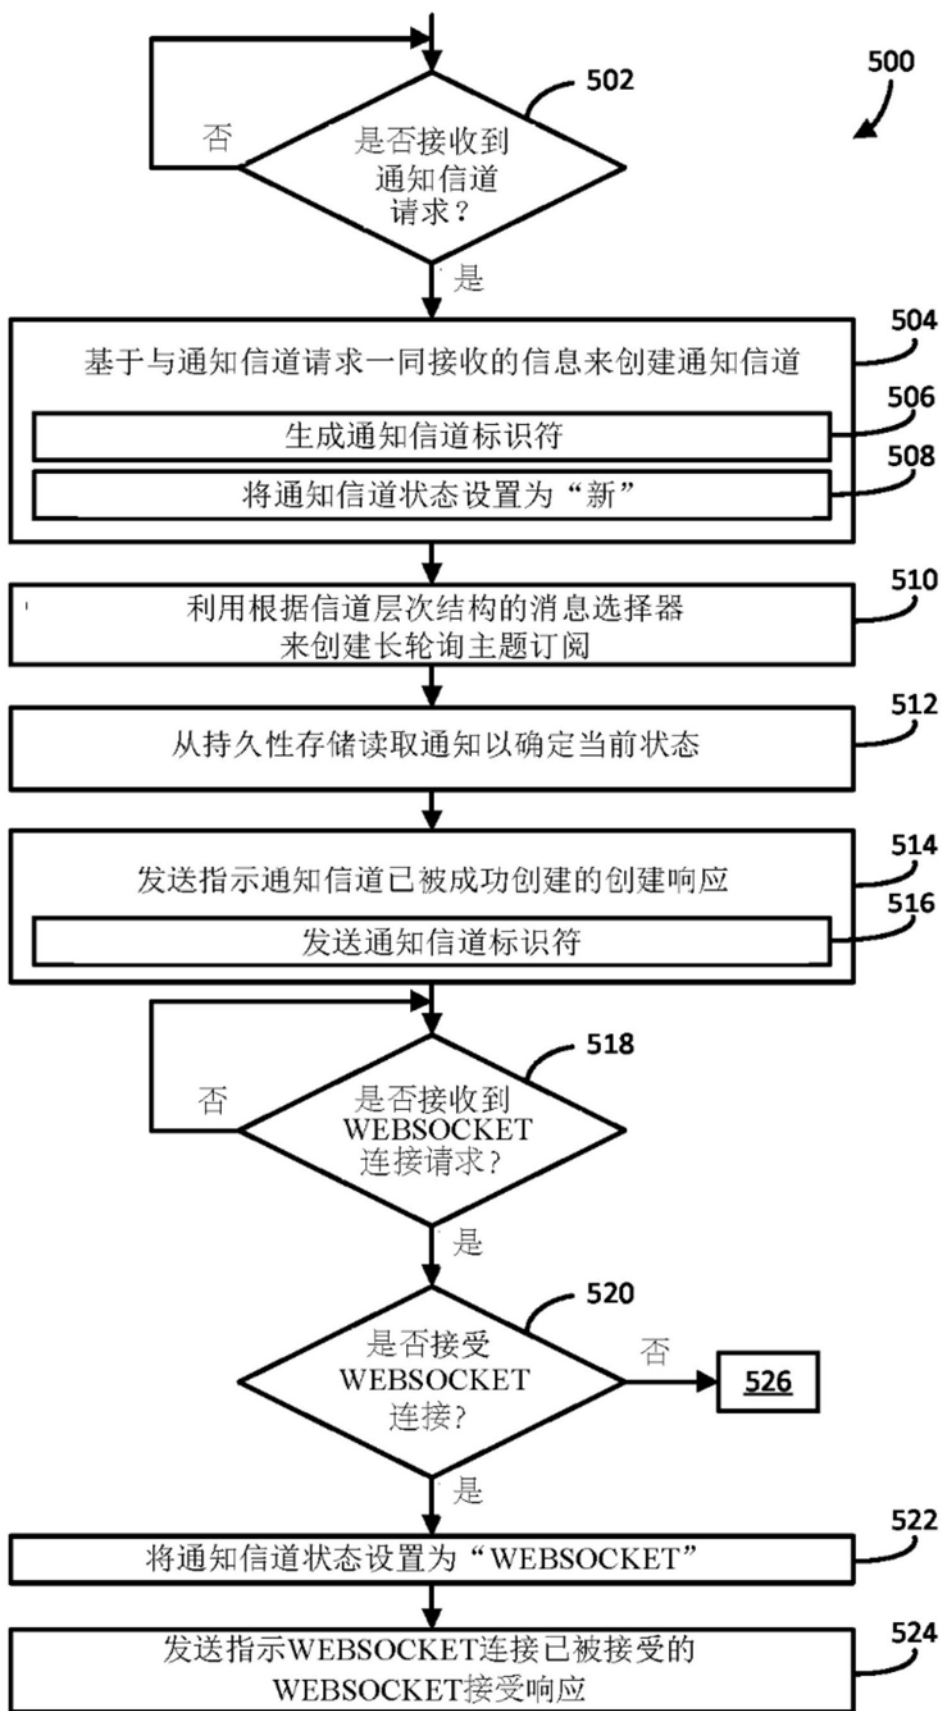 500
502
否
是否接收到
通知信道
请求？
是
504
基于与通知信道请求一同接收的信息来创建通知信道
506
生成通知信道标识符
508
将通知信道状态设置为“新”
510
利用根据信道层次结构的消息选择器
来创建长轮询主题订阅
512
从持久性存储读取通知以确定当前状态
514
发送指示通知信道已被成功创建的创建响应
516
发送通知信道标识符
518
否
是否接收到
WEBSOCKET
连接请求?
是
520
是否接受
WEBSOCKET
连接?
否
526
是
522
将通知信道状态设置为“WEBSOCKET”
524
发送指示WEBSOCKET连接已被接受的
WEBSOCKET接受响应